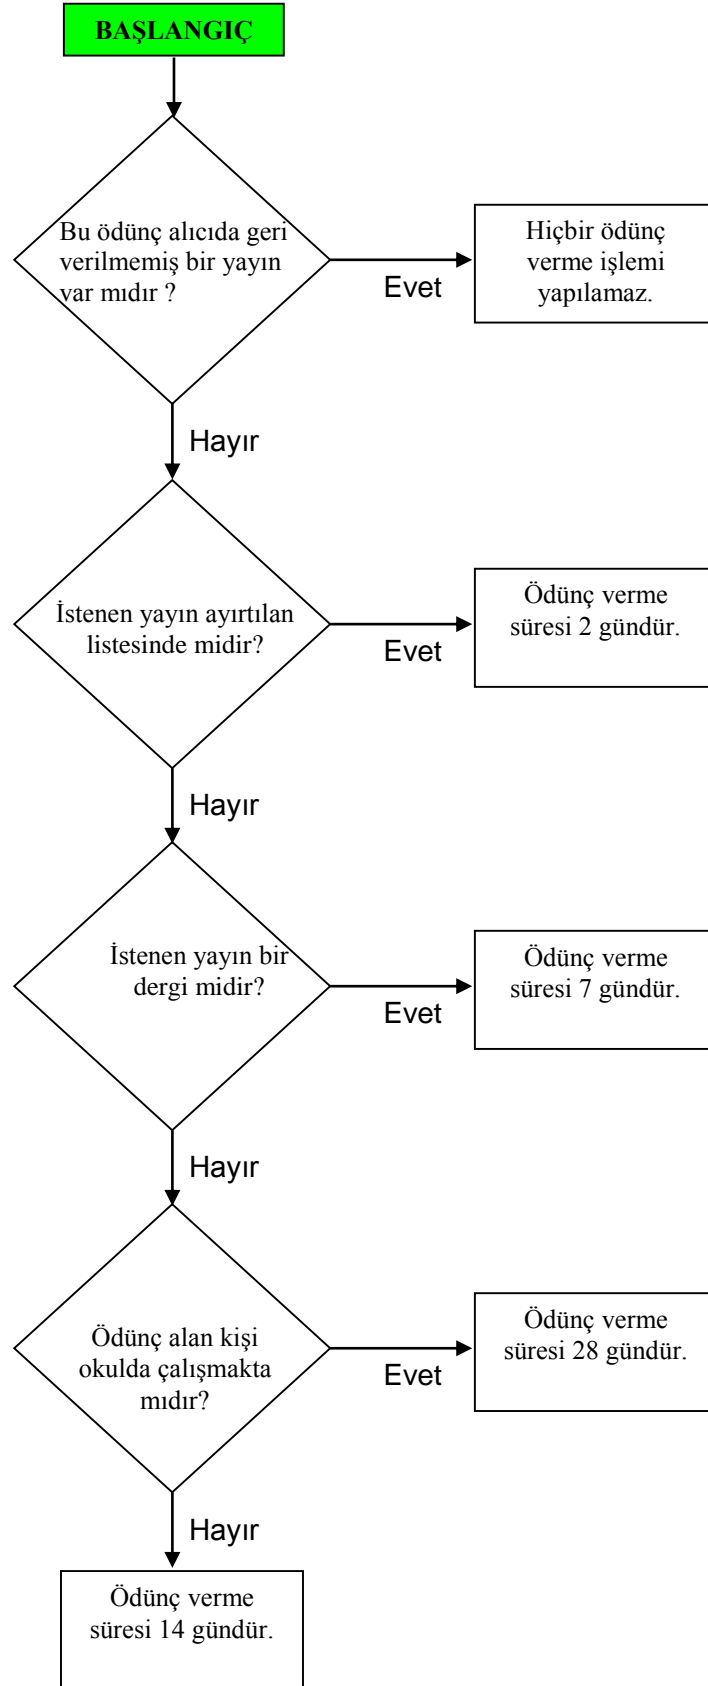 BAŞLANGIÇ
Bu ödünç alıcıda geri
verilmemiş bir yayın
var mıdır ?
Evet
Hiçbir ödünç
verme işlemi
yapılamaz.
Hayır
İstenen yayın ayırtılan
listesinde midir?
Evet
Ödünç verme
süresi 2 gündür.
Hayır
İstenen yayın bir
dergi midir?
Evet
Ödünç verme
süresi 7 gündür.
Hayır
Ödünç alan kişi
okulda çalışmakta
mıdır?
Evet
Ödünç verme
süresi 28 gündür.
Hayır
Ödünç verme
süresi 14 gündür.